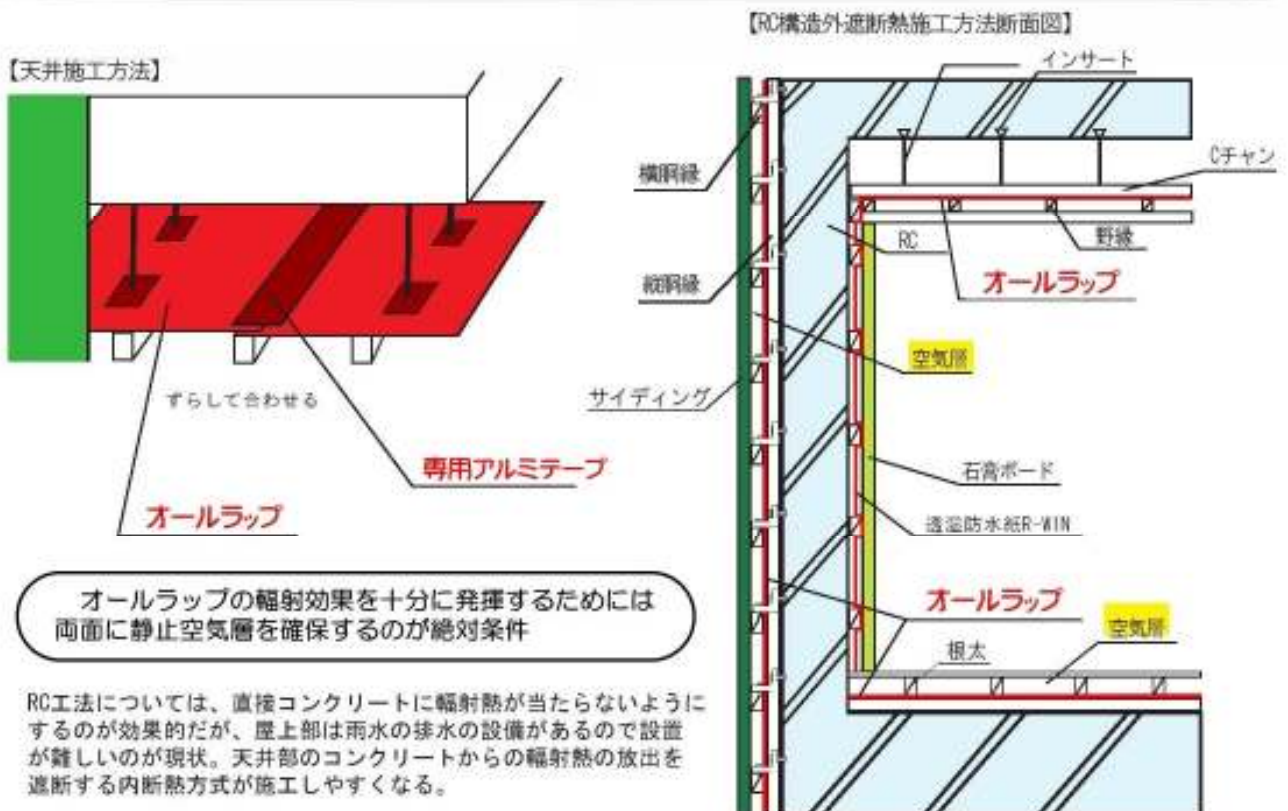 【RC構造外遮断熱施工方法断面図】
【天井施工方法】
インサート
Cチャン
横胴縁
RC
野縁
オールラップ
縦胴縁
空気層
サイディング
ずらして合わせる
専用アルミテープ
オールラップ
石膏ボード
透湿防水紙R-WIN
オールラップ
空気層
根太
オールラップの輻射効果を十分に発揮するためには
両面に静止空気層を確保するのが絶対条件
RC工法については、直接コンクリートに輻射熱が当たらないように
するのが効果的だが、屋上部は雨水の排水の設備があるので設置
が難しいのが現状。天井部のコンクリートからの輻射熱の放出を
遮断する内断熱方式が施工しやすくなる。